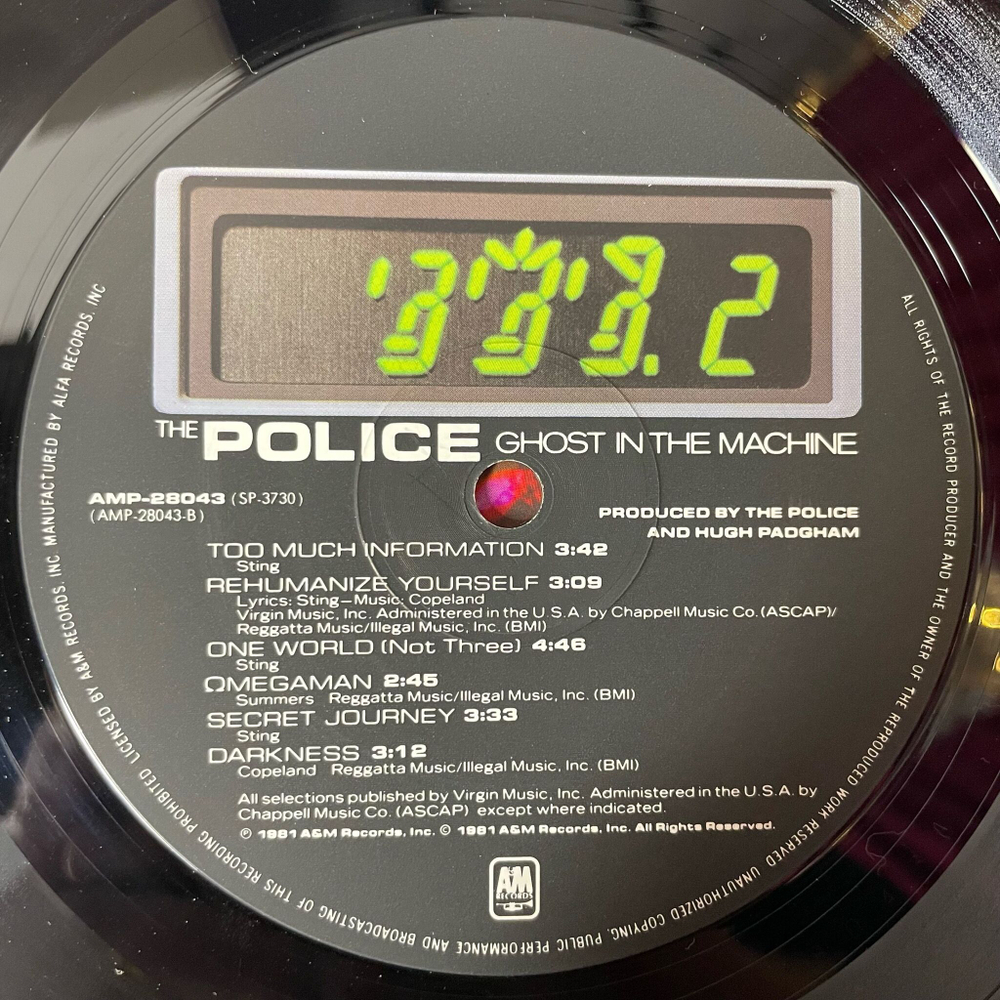 .2
THE POLICE GHOST IN THE MACHINE
AMP-28043 (SP-3730)
(AMP-28043-B)
PRODUCED BY THE POLICE
AND HUGH PADGHAM
TOO MUCH INFORMATION 3:42
Sting
REHUMANIZE YOURSELF 3:09
Lyrics: Sting–Music: Copeland
Virgin Music, Inc. Administered in the U.S.A. by Chappell Music Co. (ASCAP)/
Reggatta Music/Illegal Music, Inc. (BMI)
ONE WORLD (Not Three) 4:46
Sting
ΩMEGAMAN 2:45
Summers Reggatta Music/Illegal Music, Inc. (BMI)
SECRET JOURNEY 3:33
Sting
DARKNESS 3:12
Copeland Reggatta Music/Illegal Music, Inc. (BMI)
All selections published by Virgin Music, Inc. Administered in the U.S.A. by
Chappell Music Co. (ASCAP) except where indicated.
℗ 1981 A&M Records, Inc. © 1981 A&M Records, Inc. All Rights Reserved.
A&M
RECORDS
ALL RIGHTS OF THE RECORD PRODUCER AND THE OWNER OF THE REPRODUCED WORK RESERVED UNAUTHORIZED COPYING, PUBLIC PERFORMANCE AND BROADCASTING OF THIS RECORDING PROHIBITED LICENSED BY A&M RECORDS. INC MANUFACTURED BY ALFA RECORDS. INC